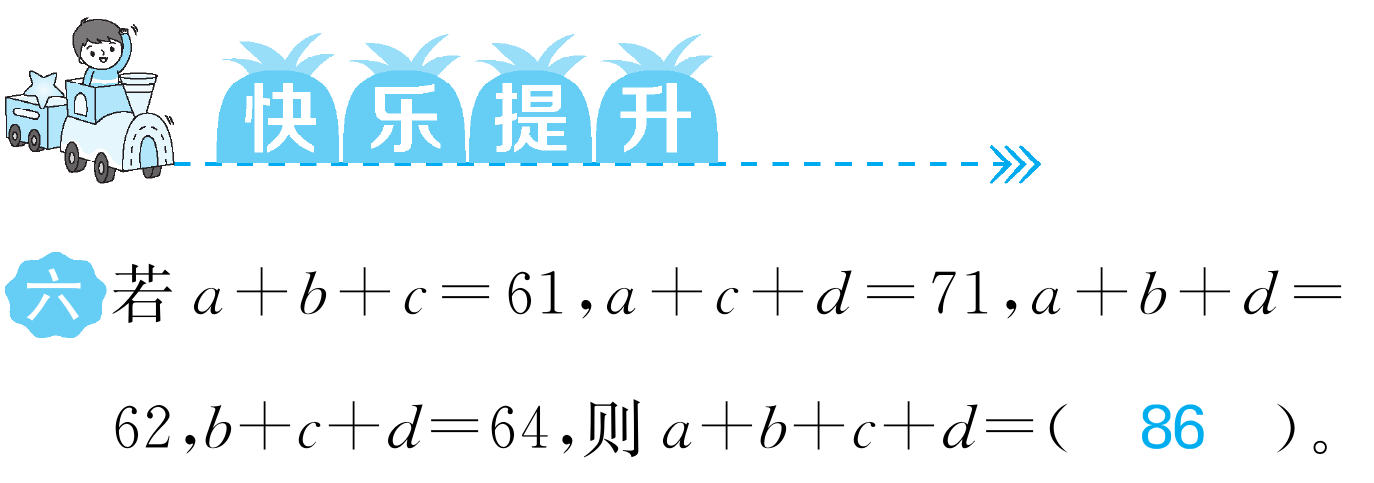 快乐提升
六 若 a+b+c=61,a+c+d=71,a+b+d=
62,b+c+d=64,则 a+b+c+d=( 86 )。